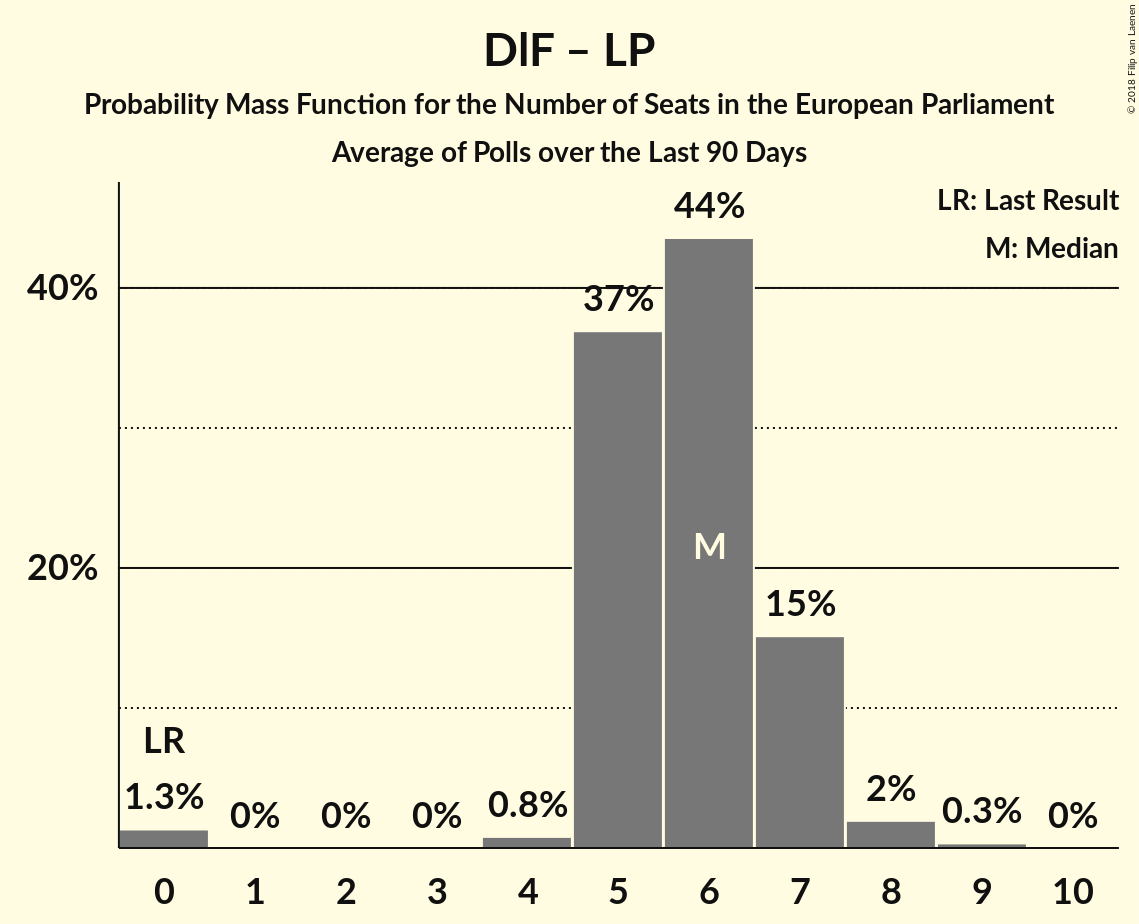 DlF – LP
Probability Mass Function for the Number of Seats in the European Parliament
Average of Polls over the Last 90 Days
© 2018 Filip van Laenen
LR: Last Result
M: Median
44%
40%
37%
M
20%
15%
LR
1.3% 0% 0% 0% 0.8% 2% 0.3% 0%
0 1 2 3 4 5 6 7 8 9 10